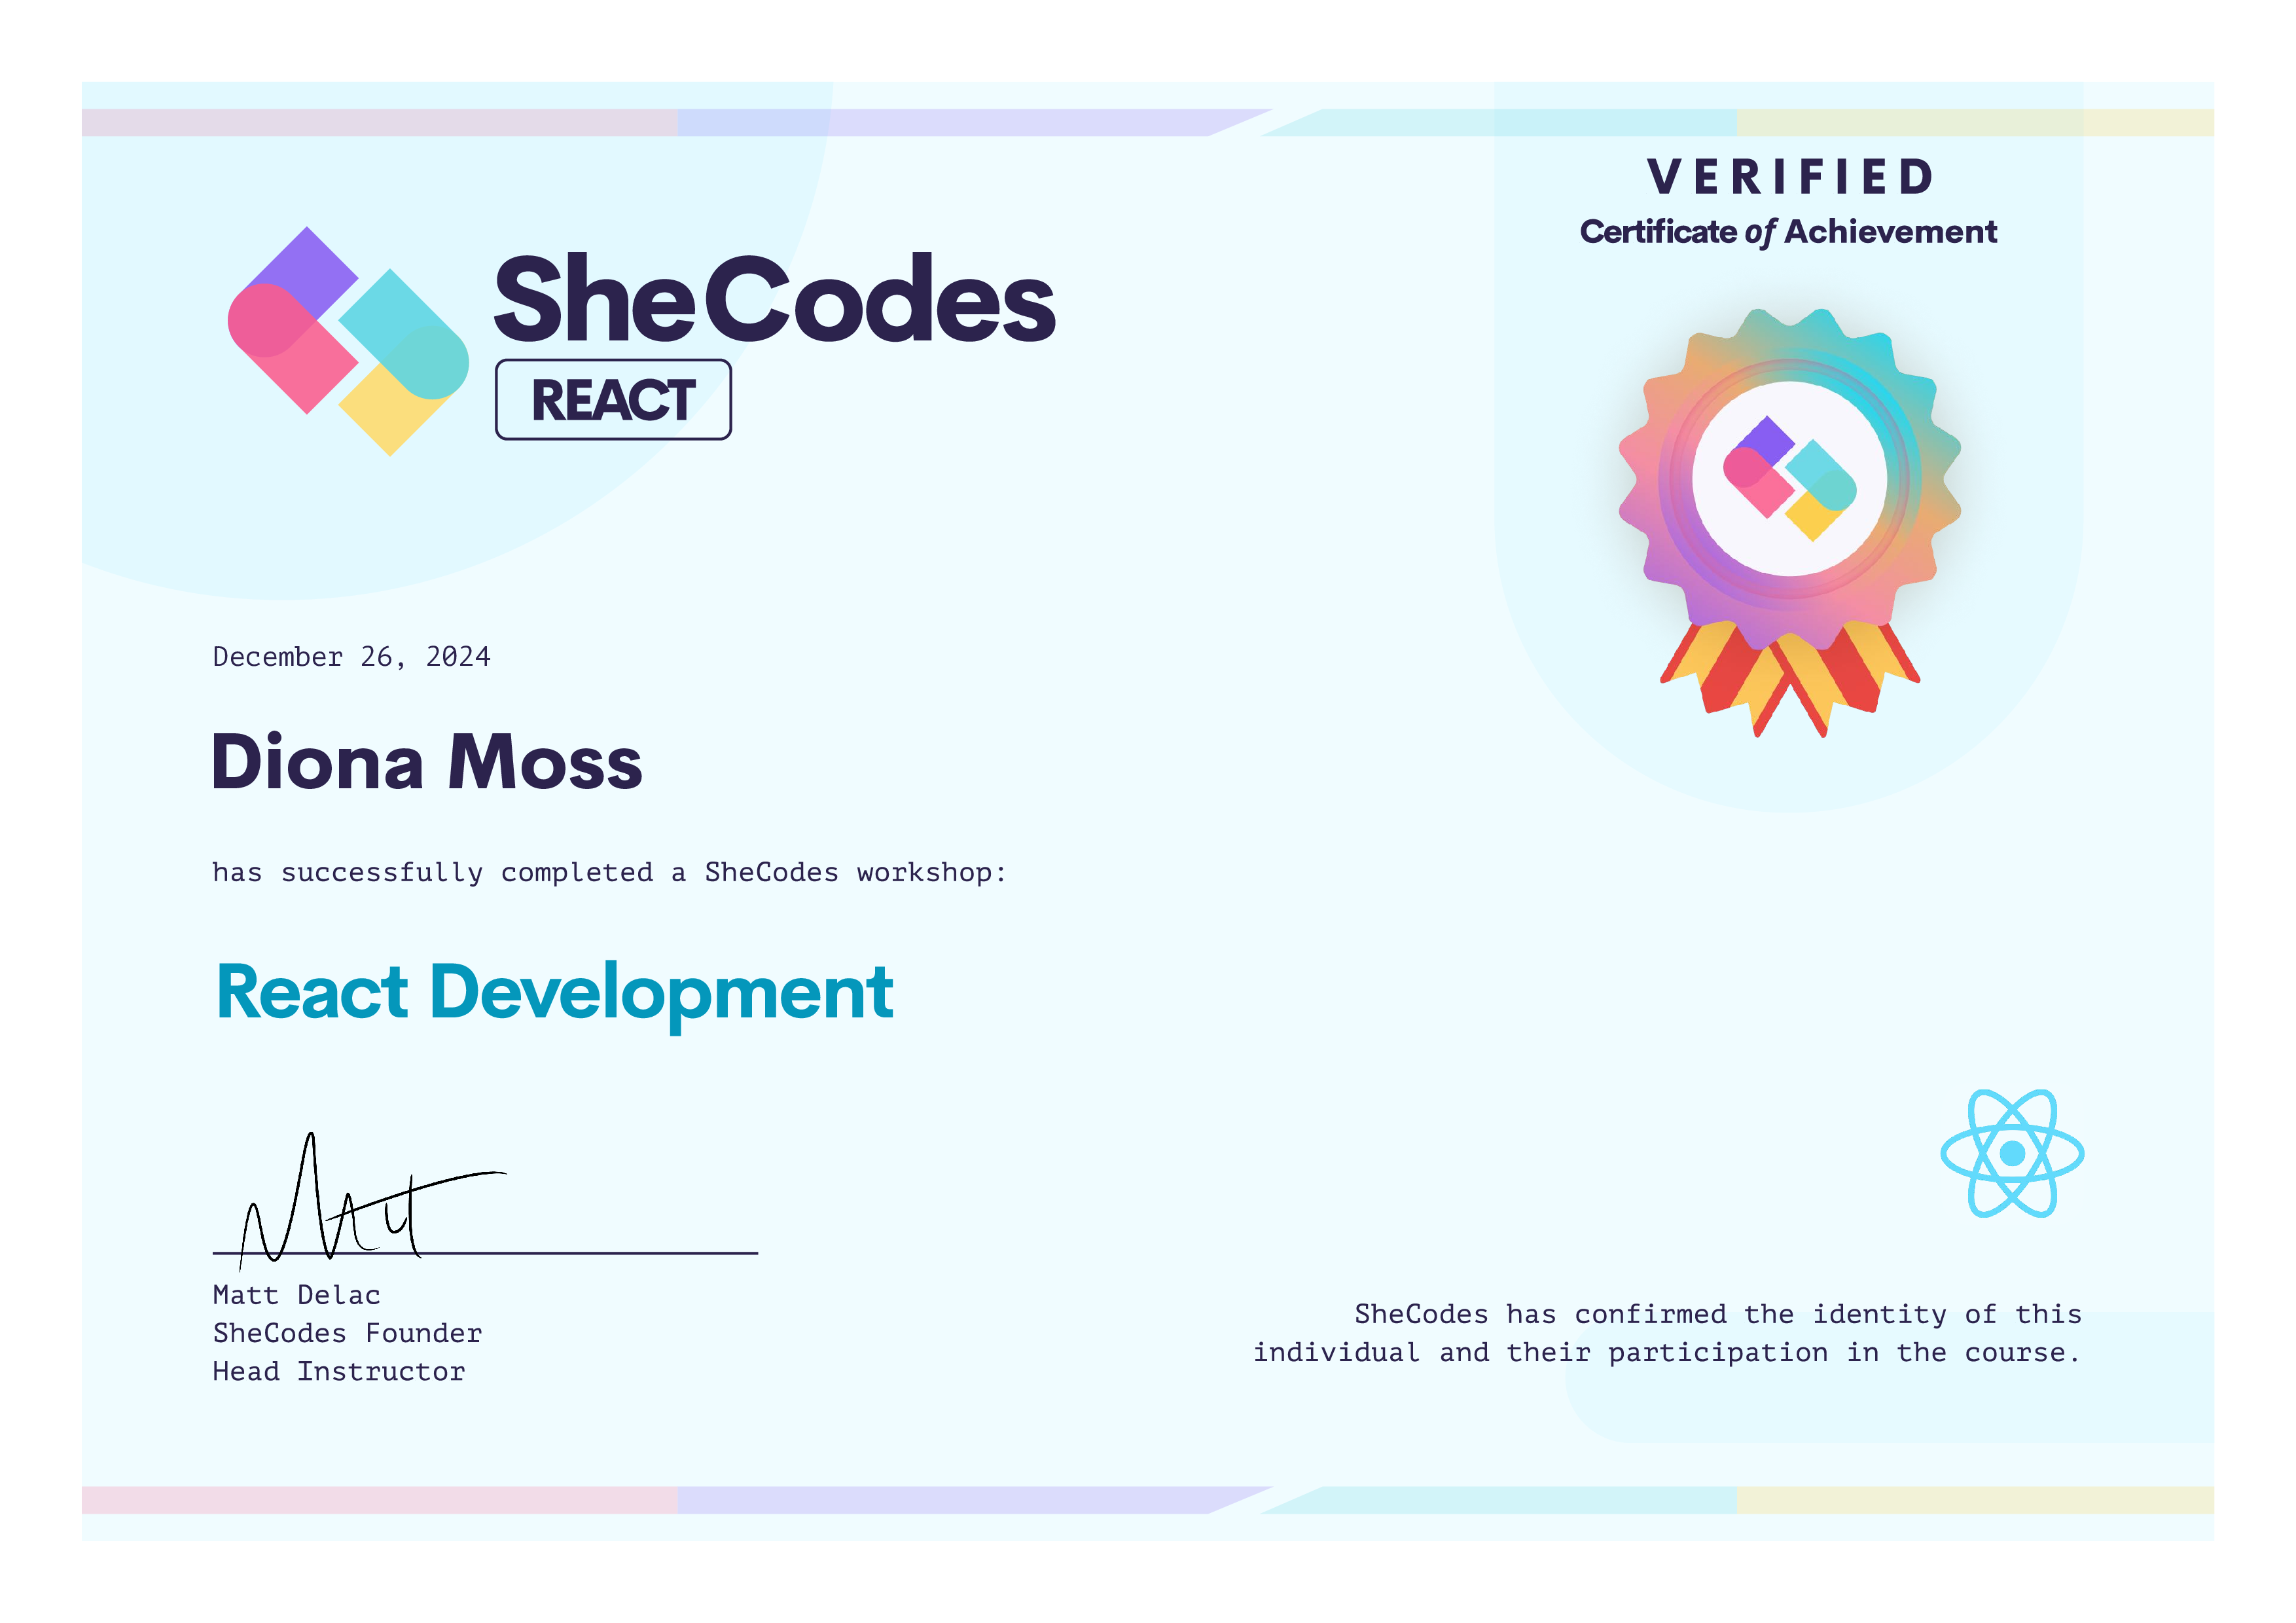 VERIFIED
Certificate of Achievement
SheCodes
REACT
December 26, 2024
Diona Moss
has successfully completed a SheCodes workshop:
React Development
Matt
Matt Delac
SheCodes Founder
Head Instructor
SheCodes has confirmed the identity of this
individual and their participation in the course.